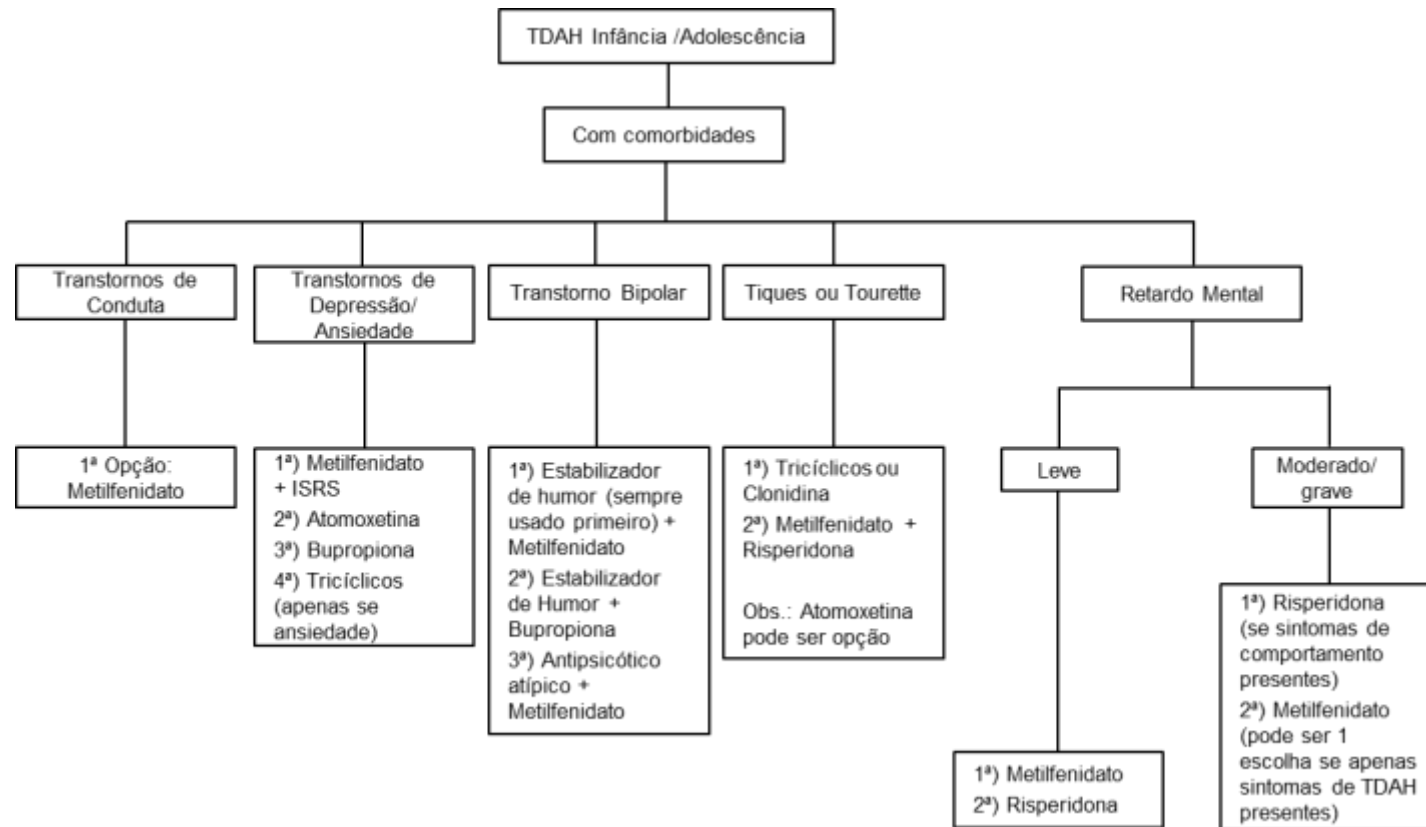 TDAH Infância /Adolescência
Com comorbidades
Transtornos de
Conduta
Transtornos de
Depressão/
Ansiedade
Transtorno Bipolar
Tiques ou Tourette
Retardo Mental
1ª Opção:
Metilfenidato
1ª) Metilfenidato
+ ISRS
2ª) Atomoxetina
3ª) Bupropiona
4ª) Tricíclicos
(apenas se
ansiedade)
1ª) Estabilizador
de humor (sempre
usado primeiro) +
Metilfenidato
2ª) Estabilizador
de Humor +
Bupropiona
3ª) Antipsicótico
atípico +
Metilfenidato
1ª) Tricíclicos ou
Clonidina
2ª) Metilfenidato +
Risperidona
Obs.: Atomoxetina
pode ser opção
Leve
Moderado/
grave
1ª) Metilfenidato
2ª) Risperidona
1ª) Risperidona
(se sintomas de
comportamento
presentes)
2ª) Metilfenidato
(pode ser 1
escolha se apenas
sintomas de TDAH
presentes)